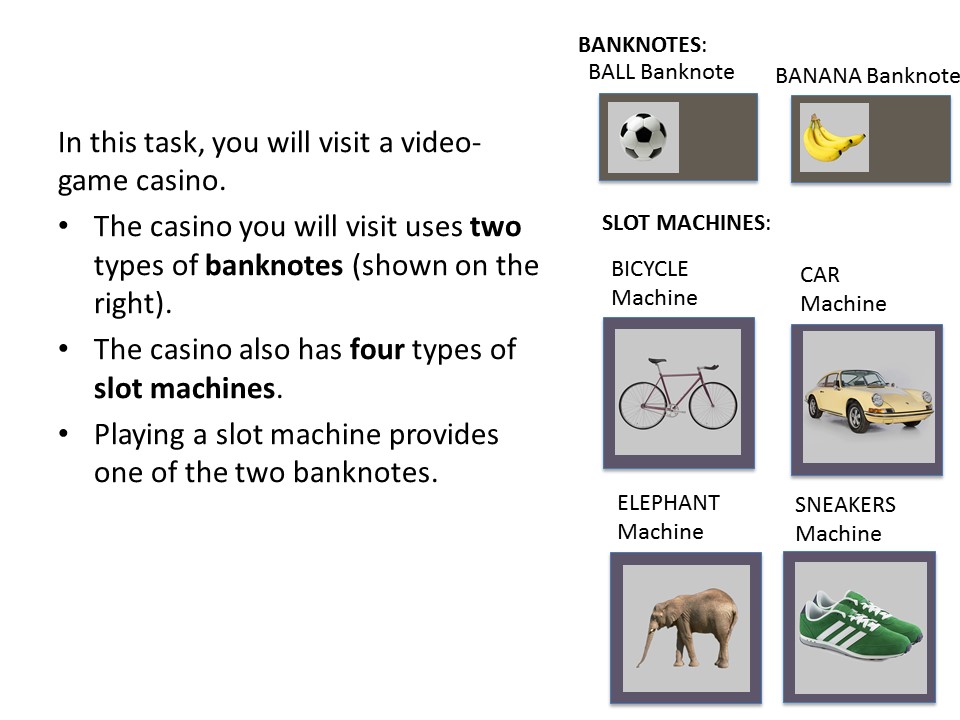 In this task, you will visit a video-
game casino.
• The casino you will visit uses two
types of banknotes (shown on the
right).
• The casino also has four types of
slot machines.
• Playing a slot machine provides
one of the two banknotes.
BANKNOTES:
BALL Banknote
BANANA Banknote
SLOT MACHINES:
BICYCLE
Machine
CAR
Machine
ELEPHANT
Machine
SNEAKERS
Machine